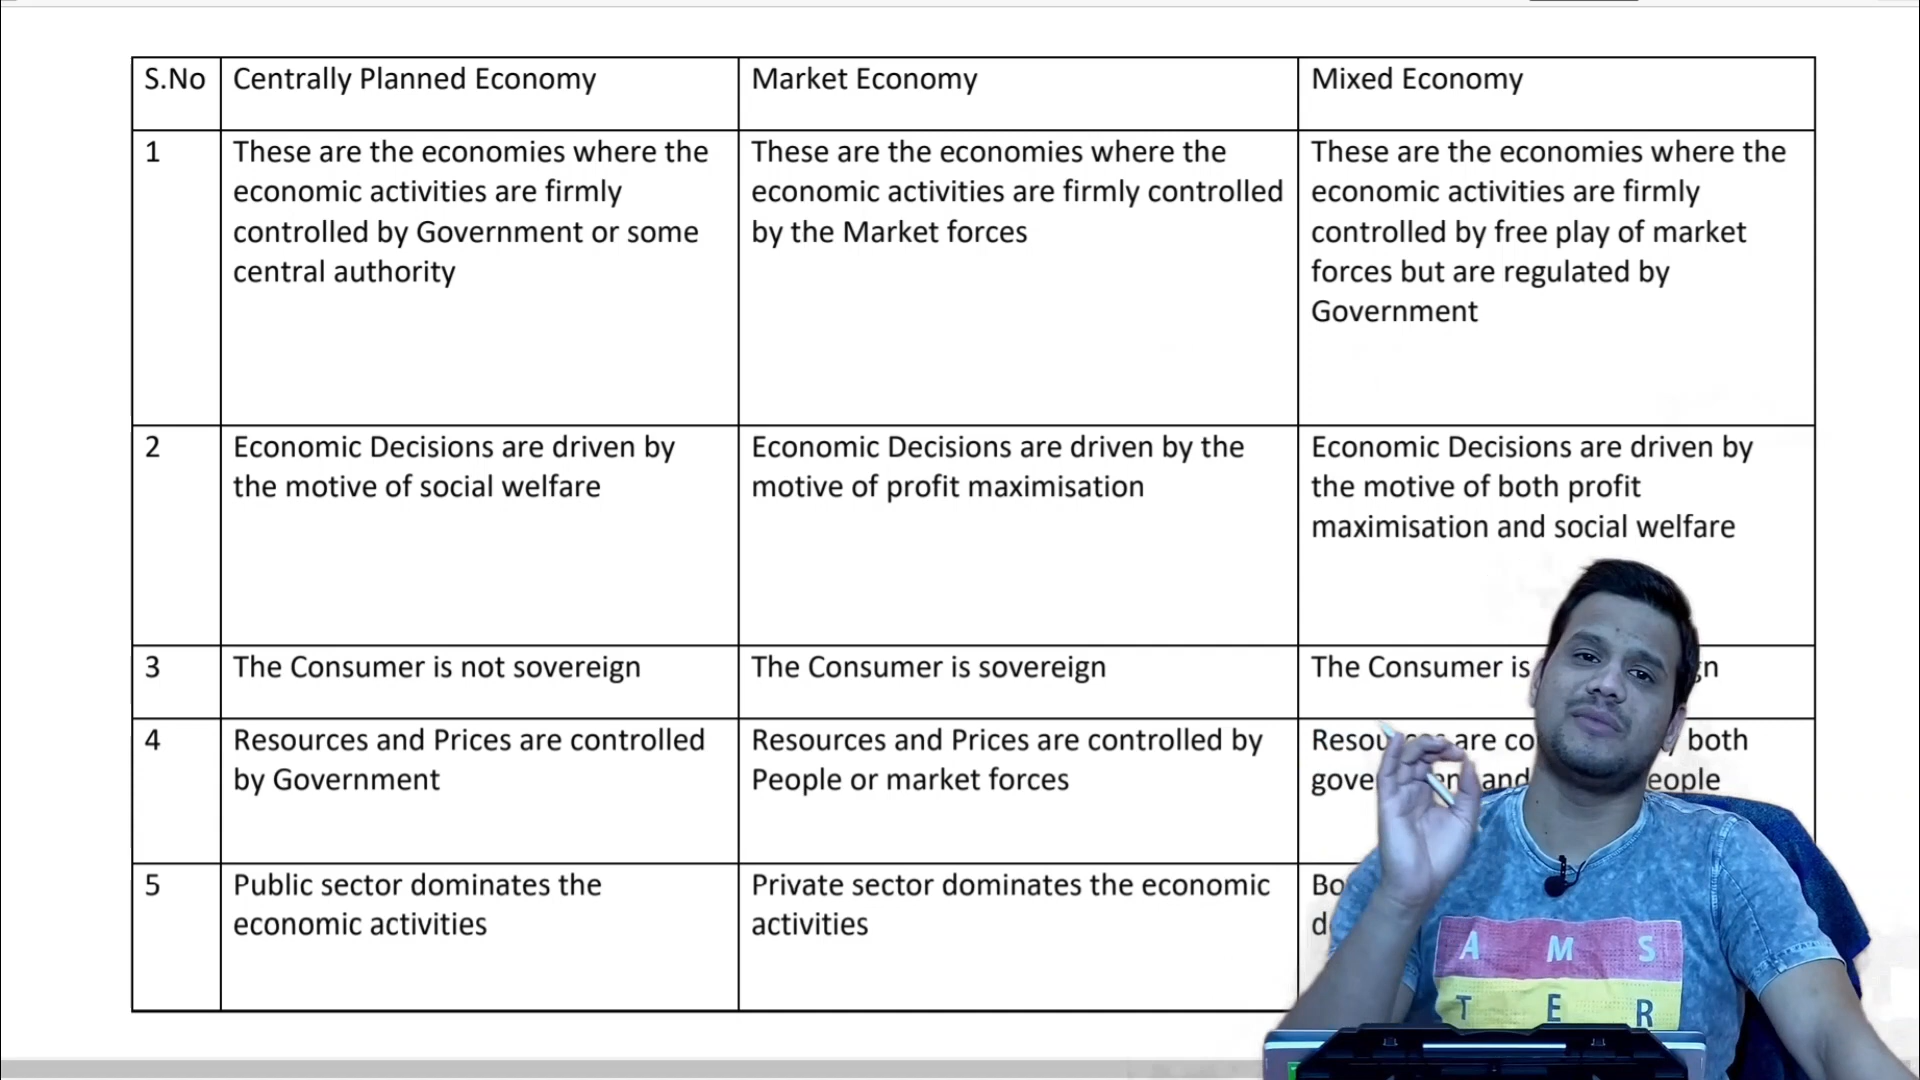 S.No Centrally Planned Economy Market Economy Mixed Economy
1 These are the economies where the
economic activities are firmly
controlled by Government or some
central authority
These are the economies where the
economic activities are firmly controlled
by the Market forces
These are the economies where the
economic activities are firmly
controlled by free play of market
forces but are regulated by
Government
2 Economic Decisions are driven by
the motive of social welfare
Economic Decisions are driven by the
motive of profit maximisation
Economic Decisions are driven by
the motive of both profit
maximisation and social welfare
3 The Consumer is not sovereign
The Consumer is sovereign
The Consumer is
4 Resources and Prices are controlled
by Government
Resources and Prices are controlled by
People or market forces
are both
and
5 Public sector dominates the
economic activities
Private sector dominates the economic
activities
A M S
T E R